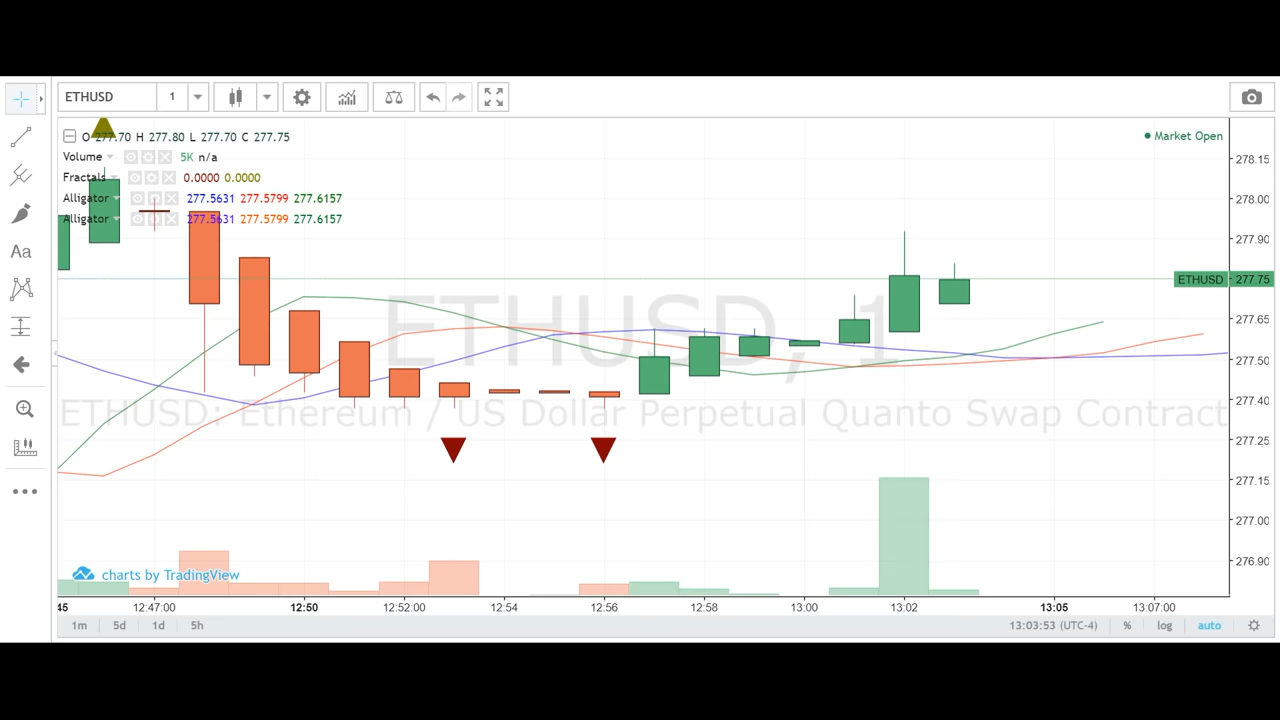 ETHUSD 1
O 277.70 H 277.80 L 277.70 C 277.75
Market Open
Volume 5K n/a
Fractals 0.0000 0.0000
Alligator 277.5631 277.5799 277.6157
Alligator 277.5631 277.5799 277.6157
Aa
ETHUSD, 1
ETHUSD: Ethereum / US Dollar Perpetual Quanto Swap Contract
278.15
278.00
277.90
ETHUSD 277.75
277.65
277.50
277.40
277.25
277.15
277.00
276.90
charts by TradingView
45 12:47:00 12:50 12:52:00 12:54 12:56 12:58 13:00 13:02 13:05 13:07:00
1m 5d 1d 5h 13:03:53 (UTC-4) % log auto